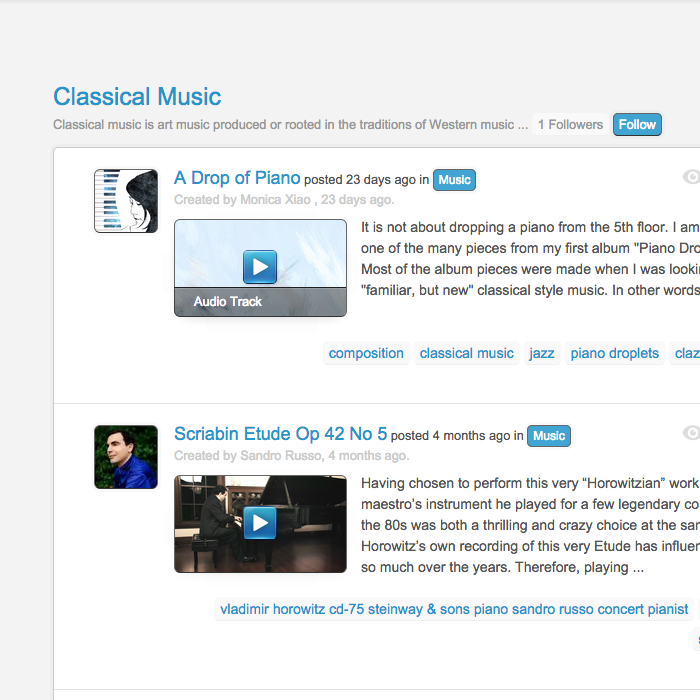 Classical Music
Classical music is art music produced or rooted in the traditions of Western music ... 1 Followers Follow
A Drop of Piano posted 23 days ago in Music
Created by Monica Xiao , 23 days ago.
It is not about dropping a piano from the 5th floor. I am
one of the many pieces from my first album "Piano Dro
Most of the album pieces were made when I was looki
"familiar, but new" classical style music. In other words
Audio Track
composition classical music jazz piano droplets claz
Scriabin Etude Op 42 No 5 posted 4 months ago in Music
Created by Sandro Russo, 4 months ago.
Having chosen to perform this very “Horowitzian” work
maestro’s instrument he played for a few legendary co
the 80s was both a thrilling and crazy choice at the sar
Horowitz’s own recording of this very Etude has influer
so much over the years. Therefore, playing ...
vladimir horowitz cd-75 steinway & sons piano sandro russo concert pianist